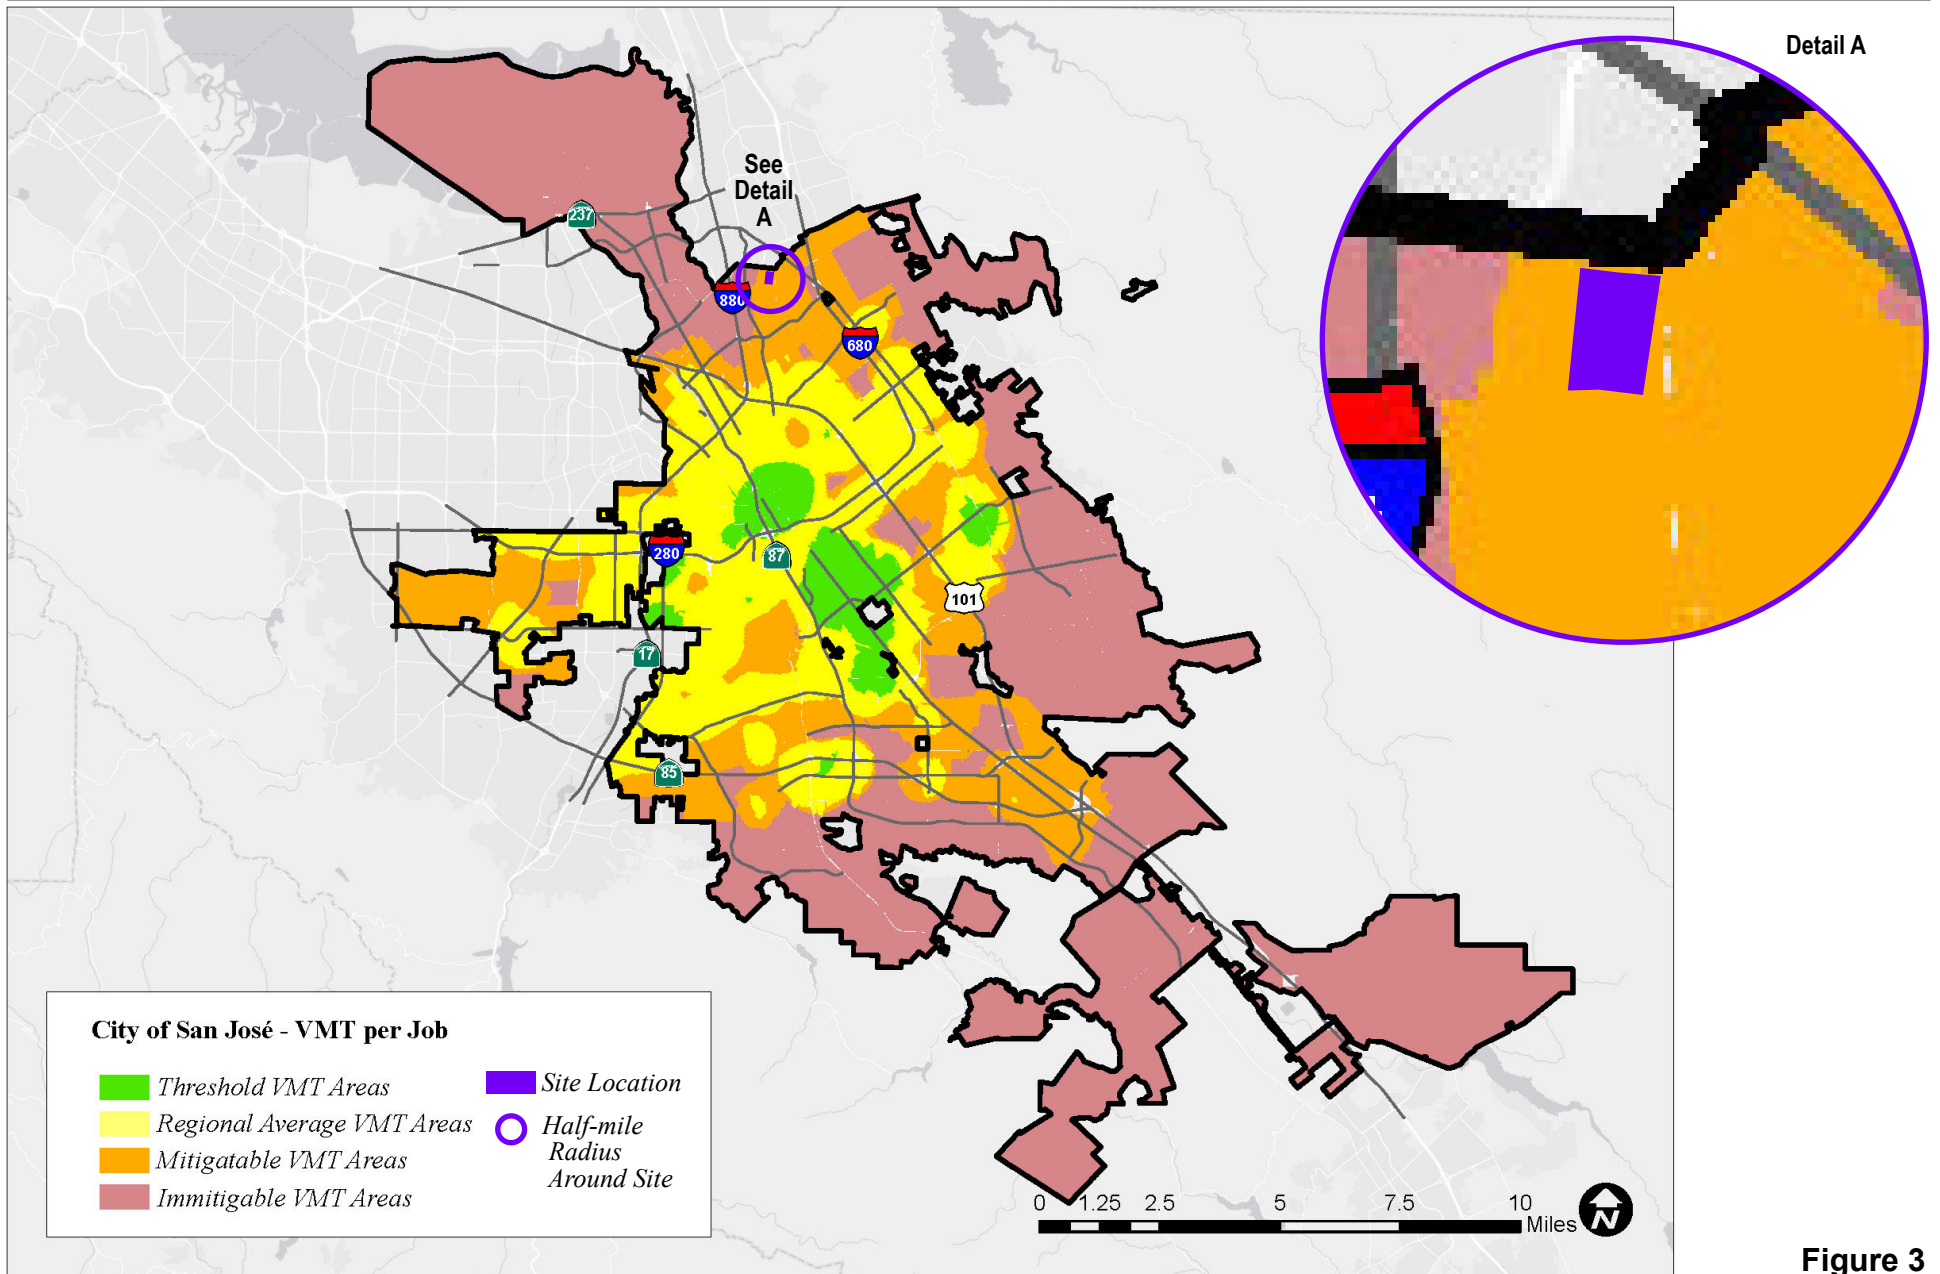 Detail A
See
Detail
A
237
880
680
280
87
101
17
85
City of San José - VMT per Job
Threshold VMT Areas
Regional Average VMT Areas
Mitigatable VMT Areas
Immitigable VMT Areas
Site Location
Half-mile
Radius
Around Site
0 1.25 2.5 5 7.5 10
Miles
N
Figure 3